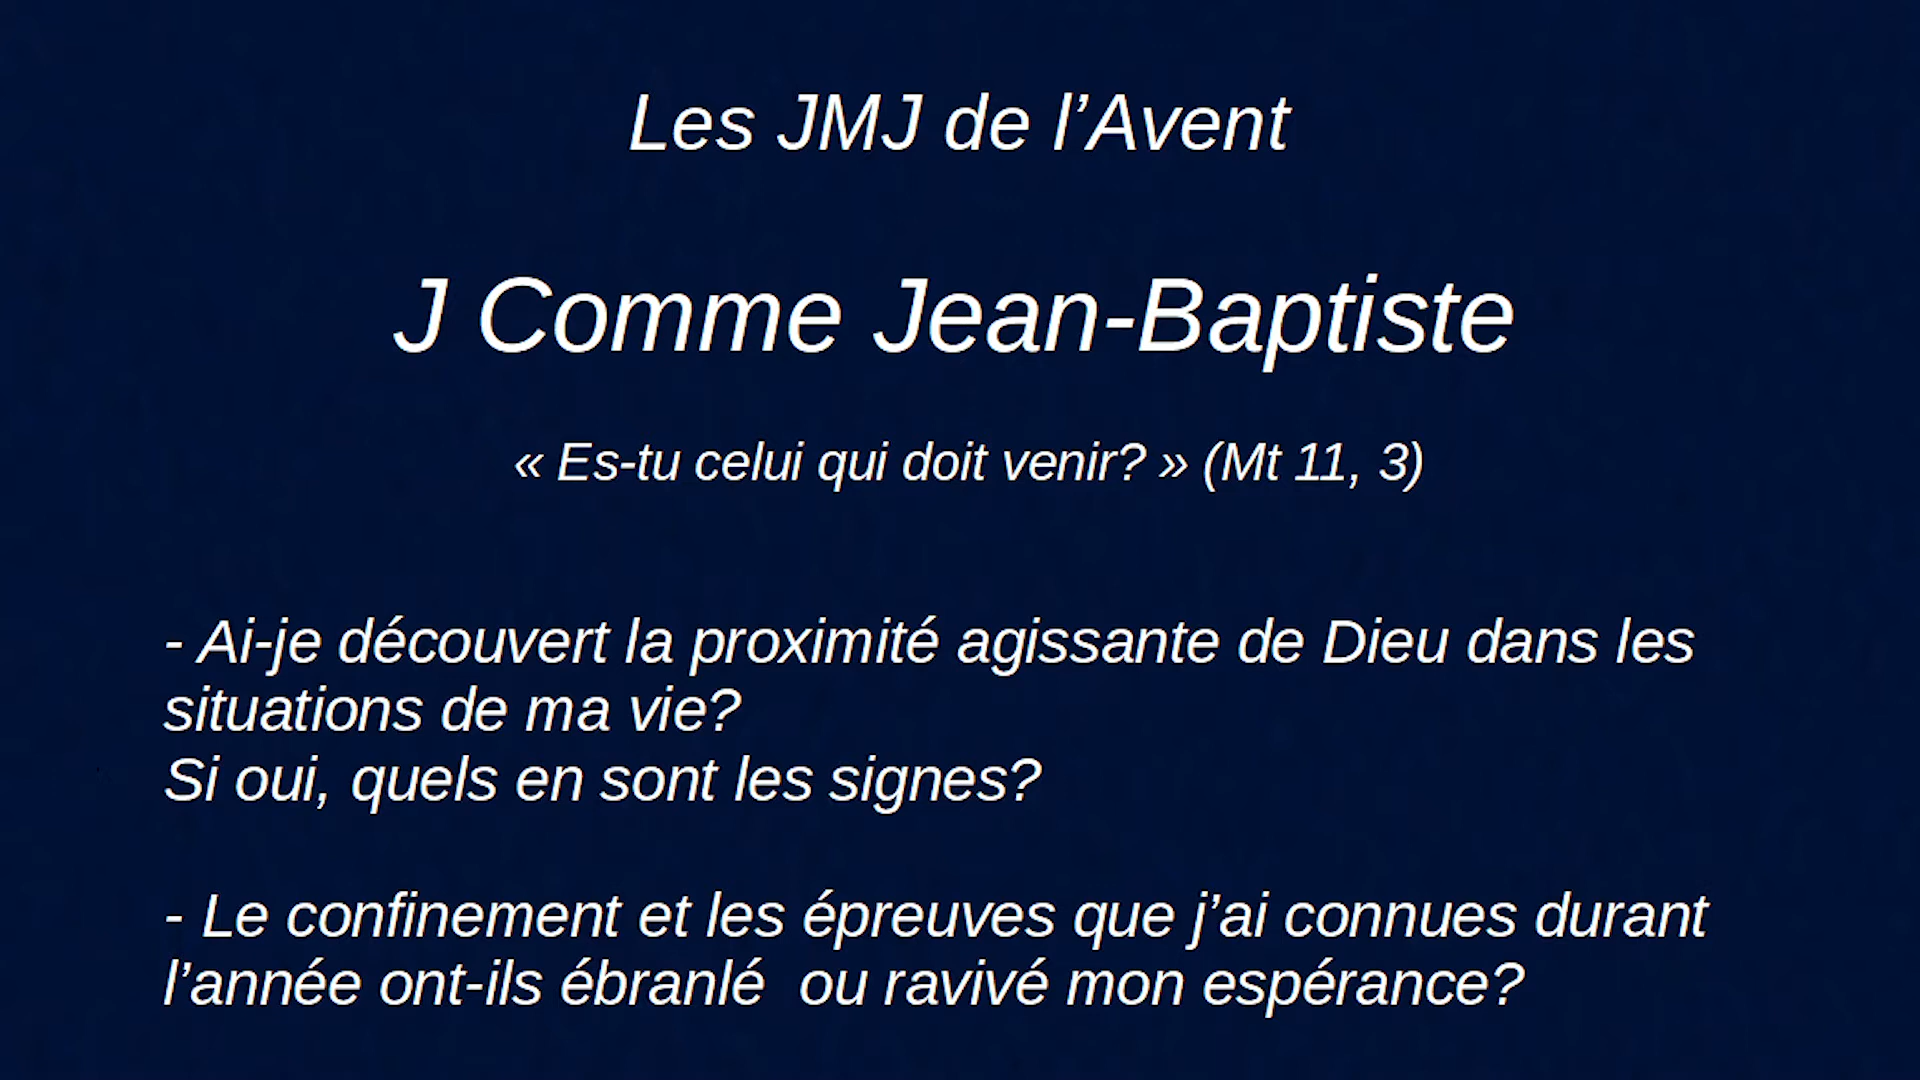 Les JMJ de l’Avent
J Comme Jean-Baptiste
« Es-tu celui qui doit venir? » (Mt 11, 3)
- Ai-je découvert la proximité agissante de Dieu dans les
situations de ma vie?
Si oui, quels en sont les signes?
- Le confinement et les épreuves que j’ai connues durant
l’année ont-ils ébranlé  ou ravivé mon espérance?